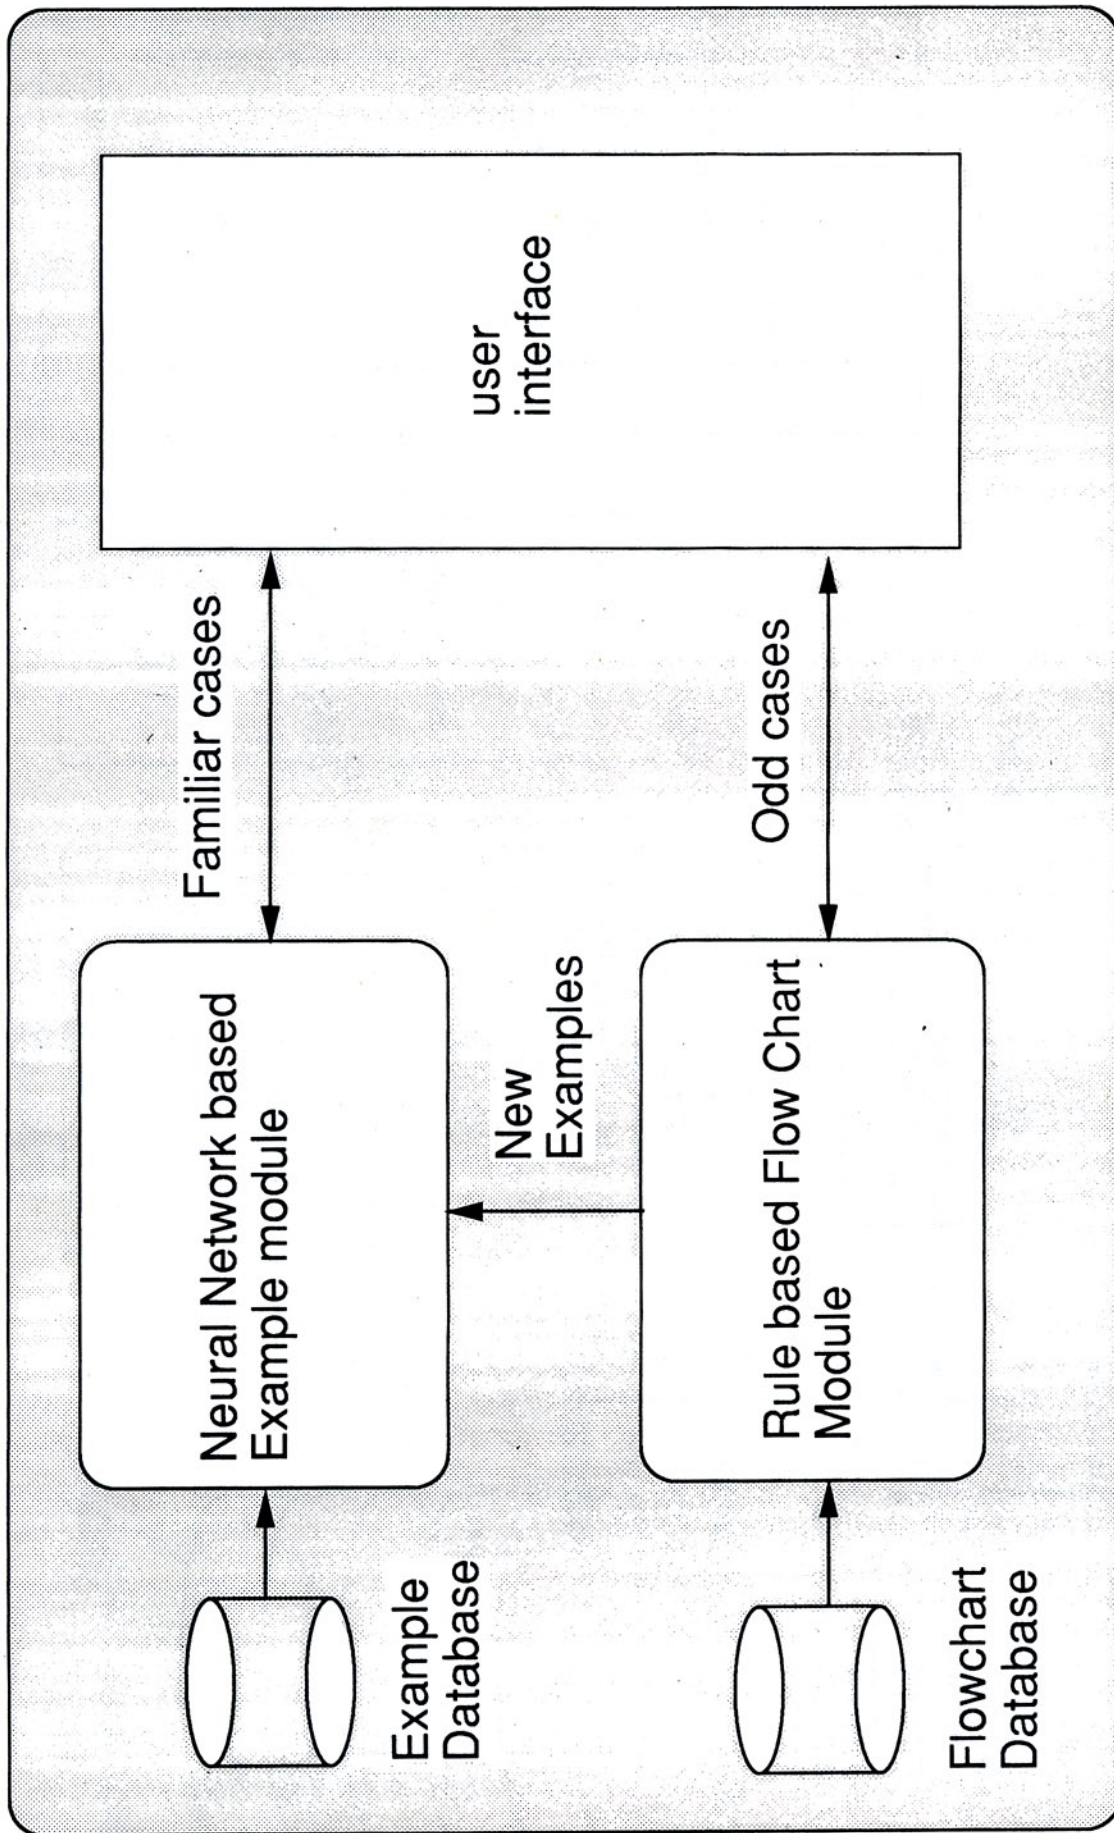 Neural Network based
Example module
Familiar cases
user
interface
New
Examples
Example
Database
Rule based Flow Chart
Module
Odd cases
Flowchart
Database